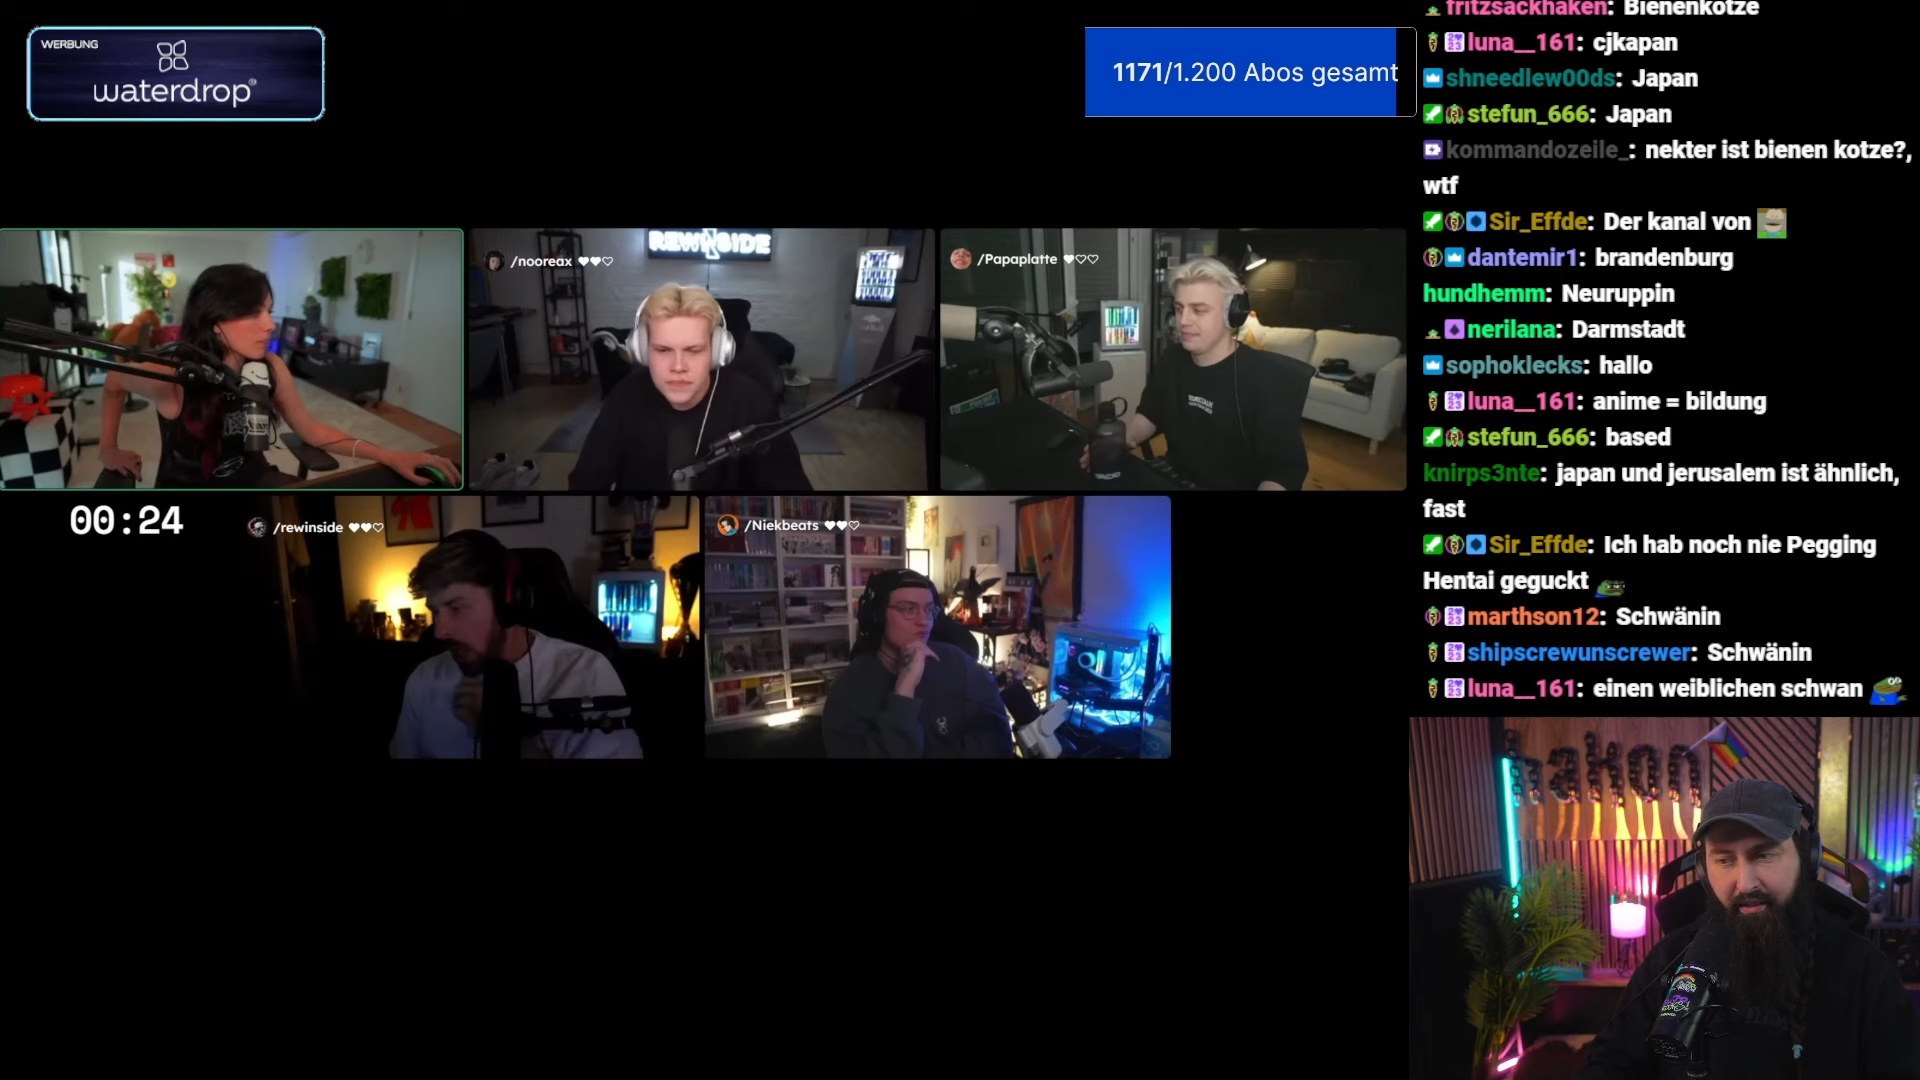 WERBUNG
waterdrop®
1171/1.200 Abos gesamt
/nooreax
REWINSIDE
/Papaplatte
00:24
/rewinside
/Niekbeats
fritzsackhaken: Bienenkotze
luna__161: cjkapan
shneedlew00ds: Japan
stefun_666: Japan
kommandozeile_: nekter ist bienen kotze?,
wtf
Sir_Effde: Der kanal von
dantemir1: brandenburg
hundhemm: Neuruppin
nerilana: Darmstadt
sophoklecks: hallo
luna__161: anime = bildung
stefun_666: based
knirps3nte: japan und jerusalem ist ähnlich,
fast
Sir_Effde: Ich hab noch nie Pegging
Hentai geguckt
marthson12: Schwänin
shipscrewunscrewer: Schwänin
luna__161: einen weiblichen schwan